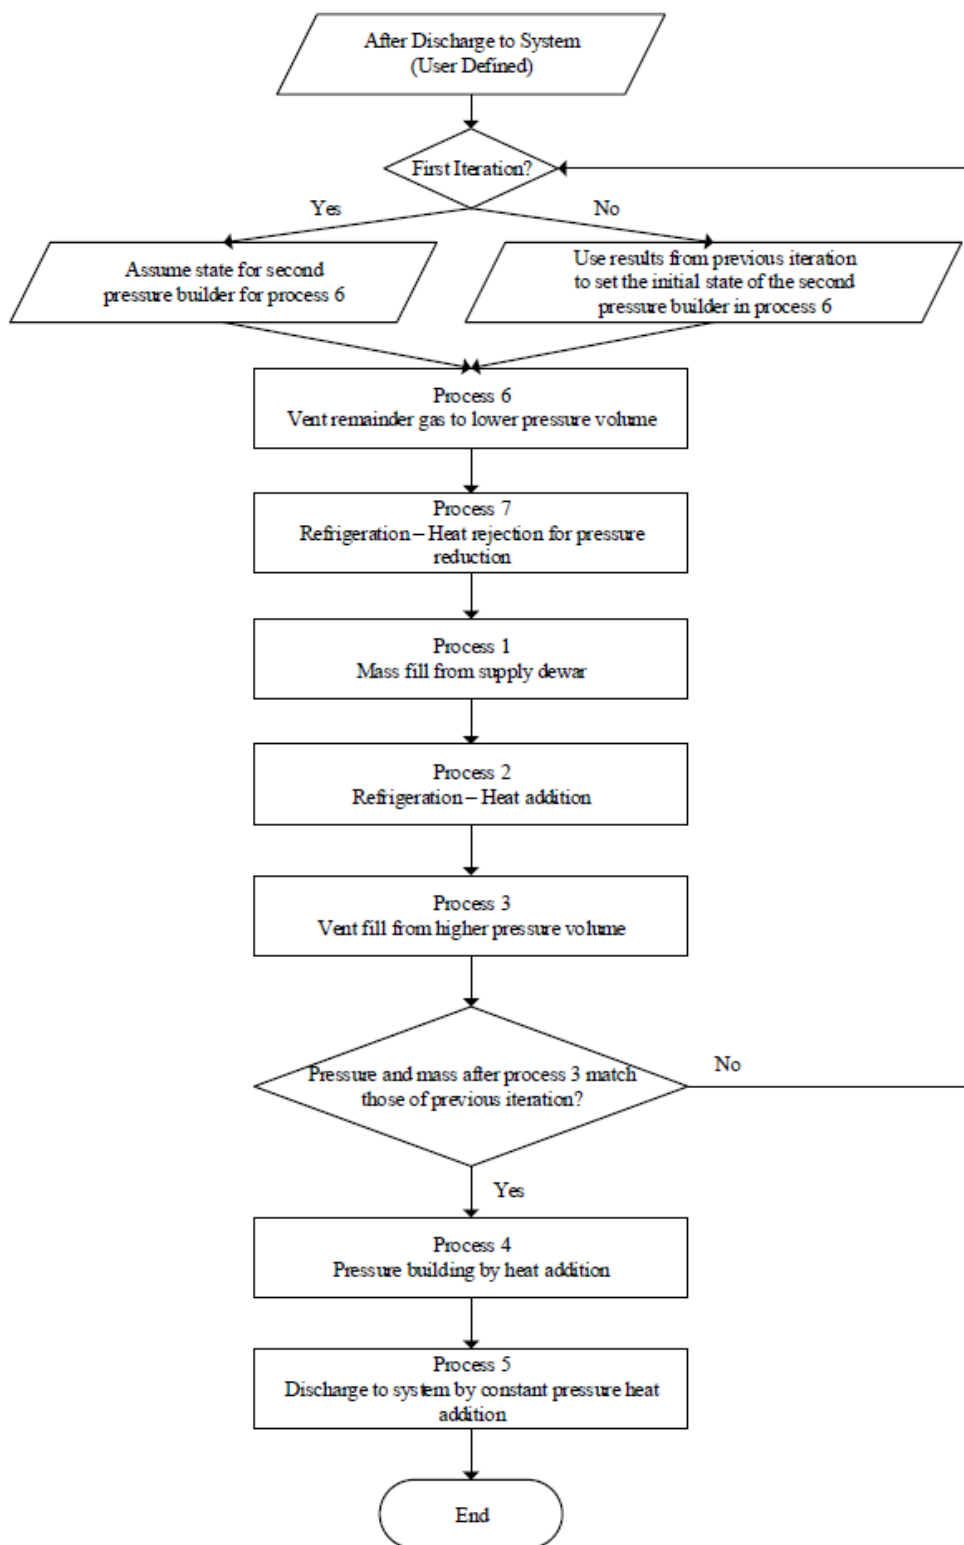 After Discharge to System
(User Defined)
First Iteration?
Yes
No
Assume state for second
pressure builder for process 6
Use results from previous iteration
to set the initial state of the second
pressure builder in process 6
Process 6
Vent remainder gas to lower pressure volume
Process 7
Refrigeration – Heat rejection for pressure
reduction
Process 1
Mass fill from supply dewar
Process 2
Refrigeration – Heat addition
Process 3
Vent fill from higher pressure volume
Pressure and mass after process 3 match
those of previous iteration?
No
Yes
Process 4
Pressure building by heat addition
Process 5
Discharge to system by constant pressure heat
addition
End